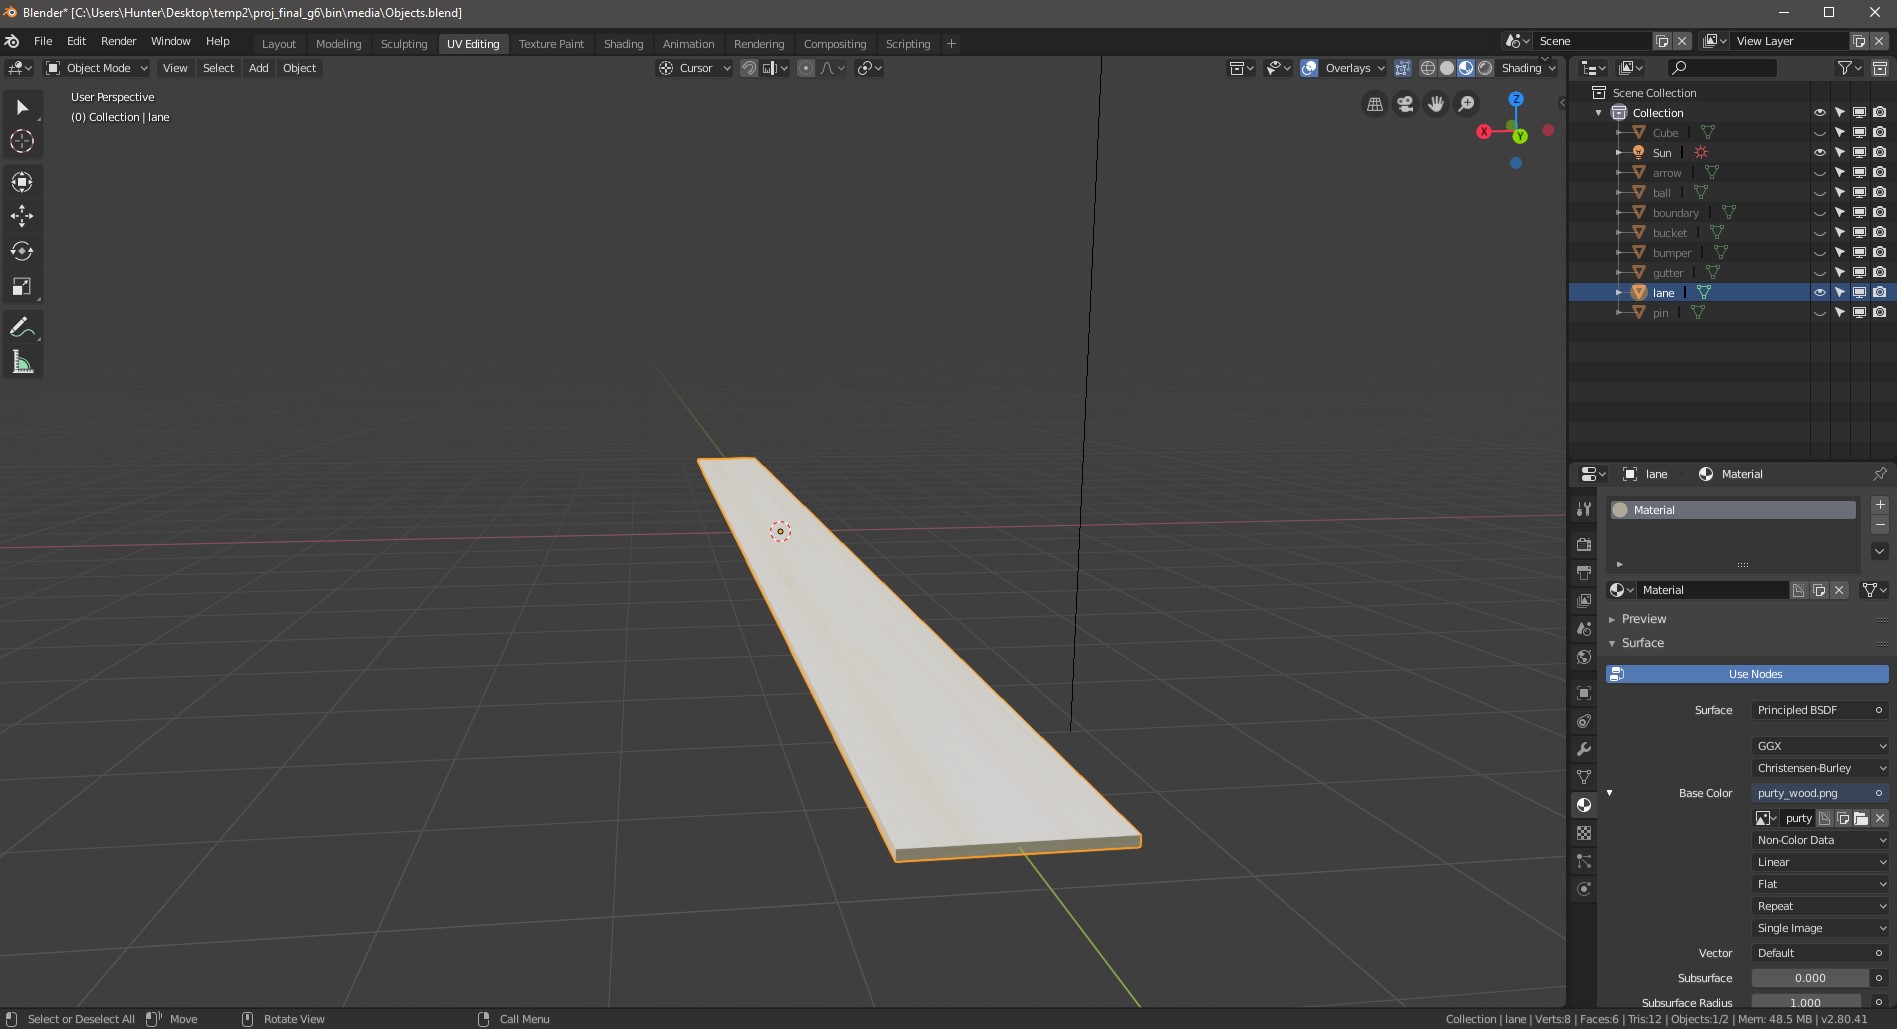 Blender* [C:\Users\Hunter\Desktop\temp2\proj_final_g6\bin\media\Objects.blend]
File Edit Render Window Help
Layout Modeling Sculpting UV Editing Texture Paint Shading Animation Rendering Compositing Scripting +
Scene
View Layer
Object Mode View Select Add Object
Cursor
Overlays
Shading
User Perspective
(0) Collection | lane
Z
X
Y
Scene Collection
Collection
Cube
Sun
arrow
ball
boundary
bucket
bumper
gutter
lane
pin
lane Material
Material
Material
Preview
Surface
Use Nodes
Surface Principled BSDF
GGX
Christensen-Burley
Base Color purty_wood.png
purty
Non-Color Data
Linear
Flat
Repeat
Single Image
Vector Default
Subsurface 0.000
Subsurface Radius 1.000
Select or Deselect All Move Rotate View Call Menu
Collection | lane | Verts:8 | Faces:6 | Tris:12 | Objects:1/2 | Mem: 48.5 MB | v2.80.41